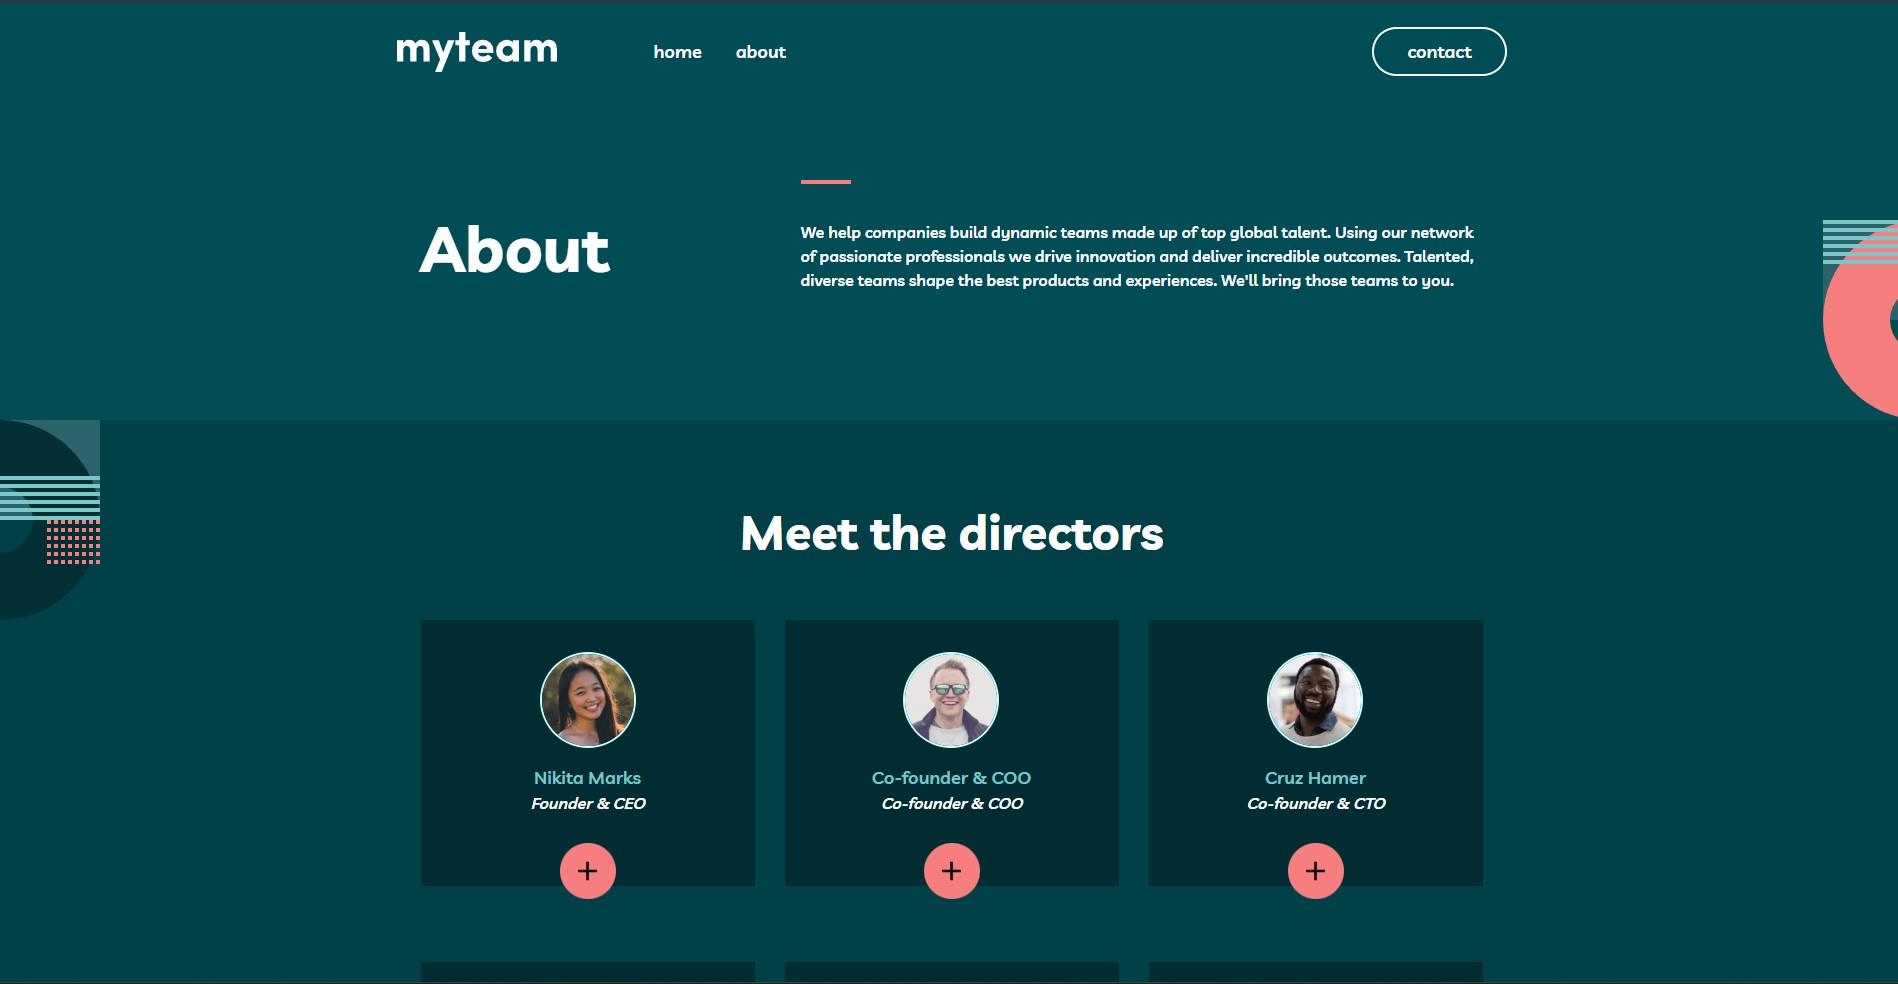 myteam
home
about
contact
About
We help companies build dynamic teams made up of top global talent. Using our network
of passionate professionals we drive innovation and deliver incredible outcomes. Talented,
diverse teams shape the best products and experiences. We'll bring those teams to you.
Meet the directors
Nikita Marks
Founder & CEO
Co-founder & COO
Co-founder & COO
Cruz Hamer
Co-founder & CTO